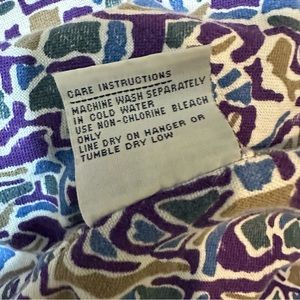 CARE INSTRUCTIONS
MACHINE WASH SEPARATELY
IN COLD WATER
USE NON-CHLORINE BLEACH
ONLY
LINE DRY ON HANGER OR
TUMBLE DRY LOW